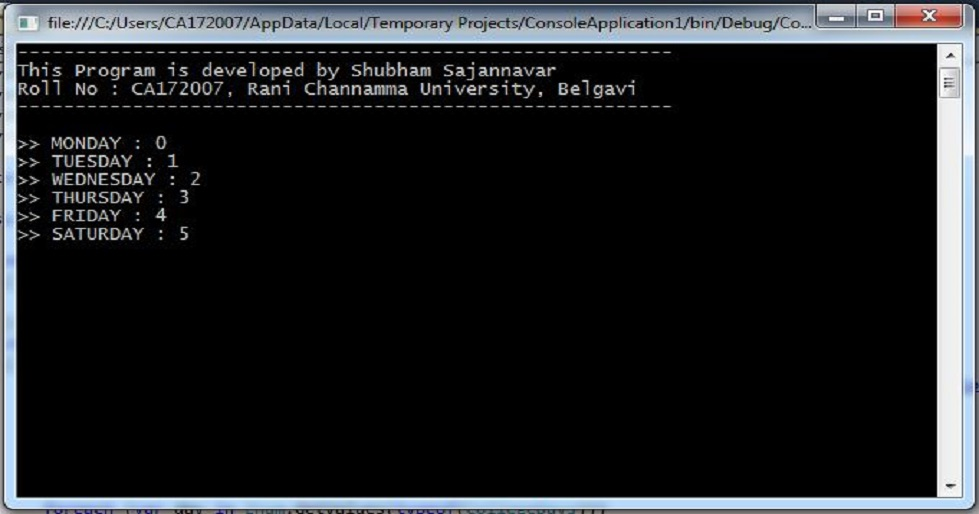 file:///C:/Users/CA172007/AppData/Local/Temporary Projects/ConsoleApplication1/bin/Debug/Co...
------------------------------------------------------------
This Program is developed by Shubham Sajannavar
Roll No : CA172007, Rani Channamma University, Belgavi
------------------------------------------------------------
>> MONDAY : 0
>> TUESDAY : 1
>> WEDNESDAY : 2
>> THURSDAY : 3
>> FRIDAY : 4
>> SATURDAY : 5